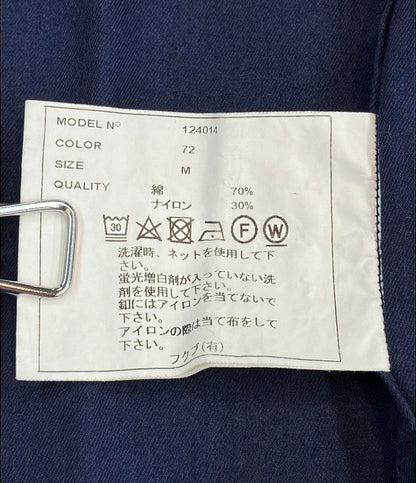 MODEL Nº 124014
COLOR 72
SIZE M
QUALITY
綿 70%
ナイロン 30%
30 F W
洗濯時、ネットを使用して下
さい。
蛍光増白剤が入っていない洗
剤を使用して下さい。
釦にはアイロンを当てないで
下さい。
アイロンの際は当て布をして
下さい。
フクブ(有)